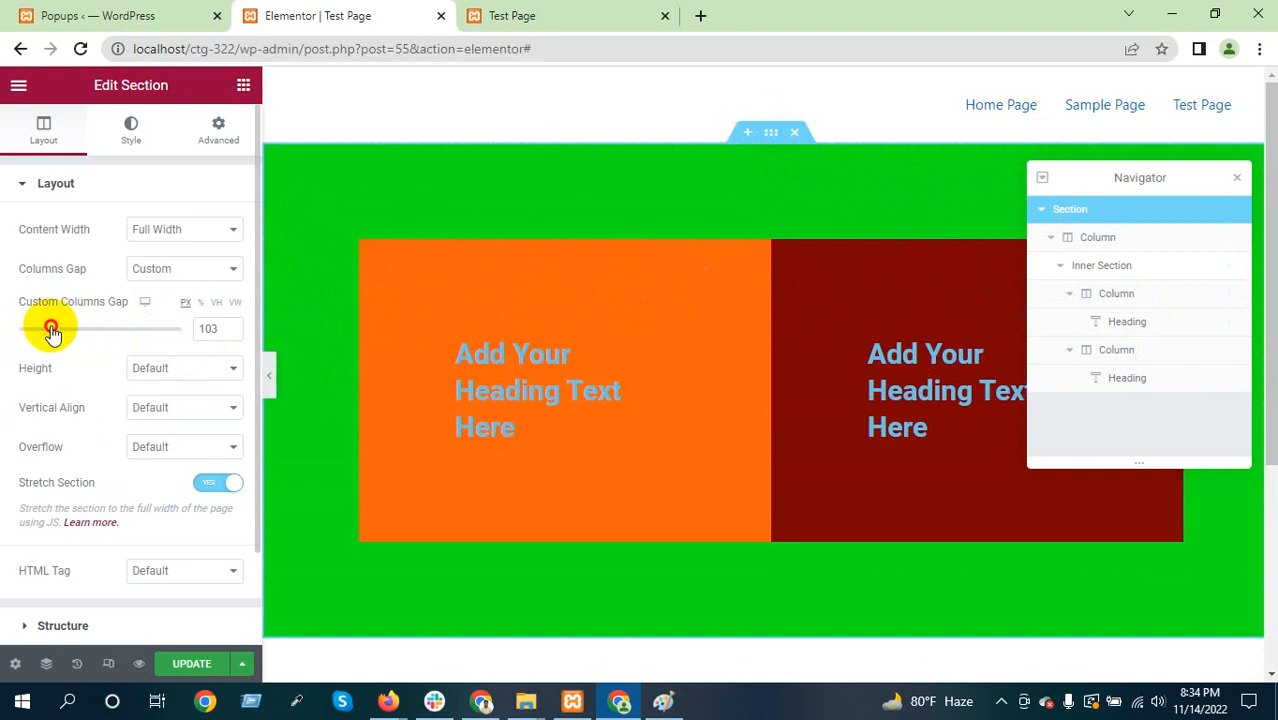 Popups ‹ — WordPress
Elementor | Test Page
Test Page
localhost/ctg-322/wp-admin/post.php?post=55&action=elementor#
Edit Section
Layout
Style
Advanced
Layout
Content Width
Full Width
Columns Gap
Custom
Custom Columns Gap
PX
%
VH
VW
103
Height
Default
Vertical Align
Default
Overflow
Default
Stretch Section
YES
Stretch the section to the full width of the page
using JS. Learn more.
HTML Tag
Default
Structure
UPDATE
Home Page
Sample Page
Test Page
Add Your
Heading Text
Here
Add Your
Heading Text
Here
Navigator
Section
Column
Inner Section
Column
Heading
Column
Heading
80°F Haze
8:34 PM
11/14/2022